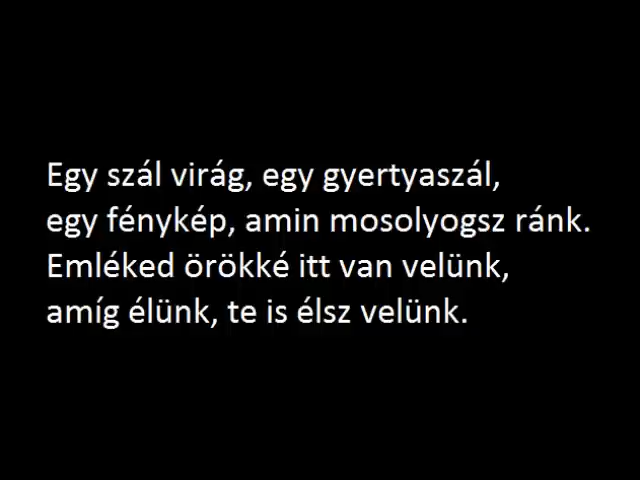 Egy szál virág, egy gyertyaszál,
egy fénykép, amin mosolyogsz ránk.
Emléked örökké itt van velünk,
amíg élünk, te is élsz velünk.